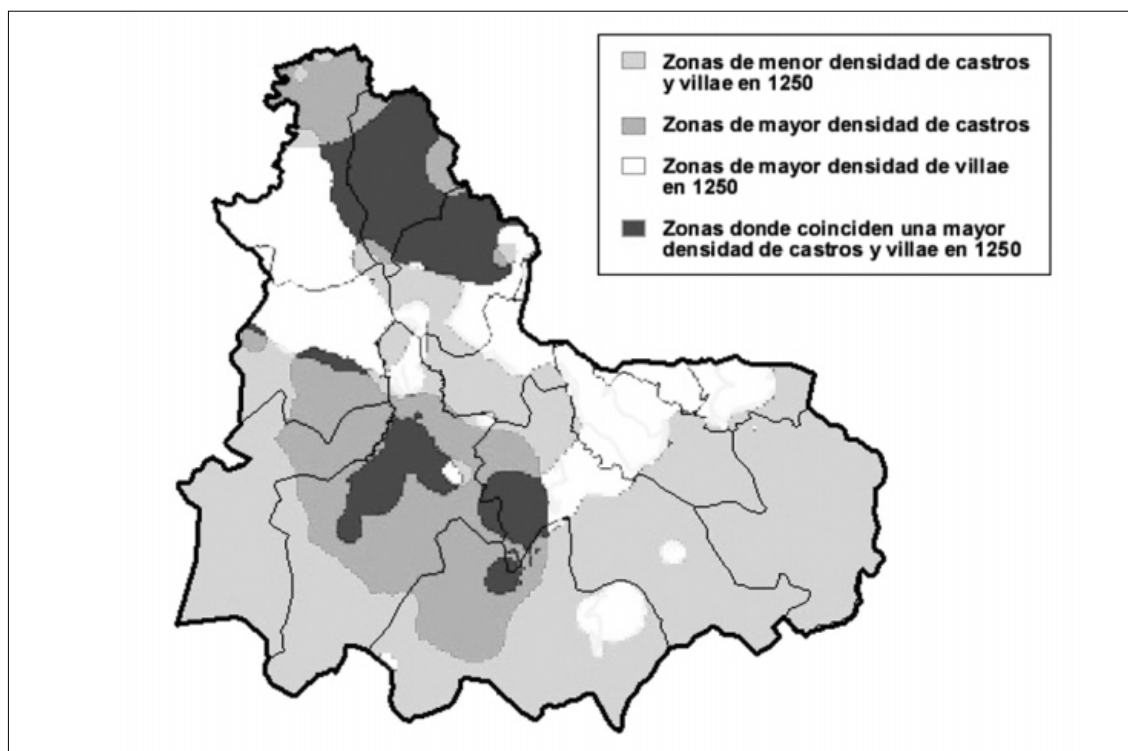 Zonas de menor densidad de castros
y villae en 1250
Zonas de mayor densidad de castros
Zonas de mayor densidad de villae
en 1250
Zonas donde coinciden una mayor
densidad de castros y villae en 1250